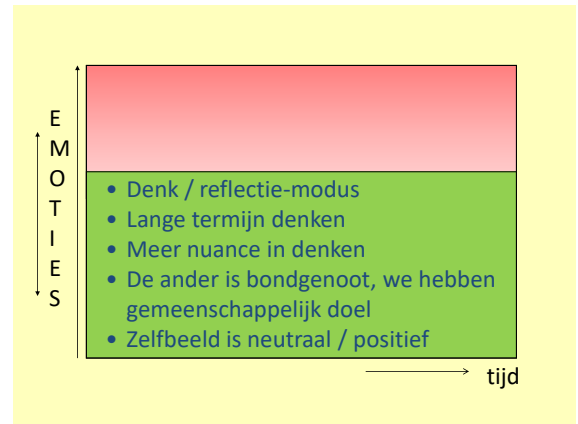 EMOTIES
• Denk / reflectie-modus
• Lange termijn denken
• Meer nuance in denken
• De ander is bondgenoot, we hebben
gemeenschappelijk doel
• Zelfbeeld is neutraal / positief
tijd